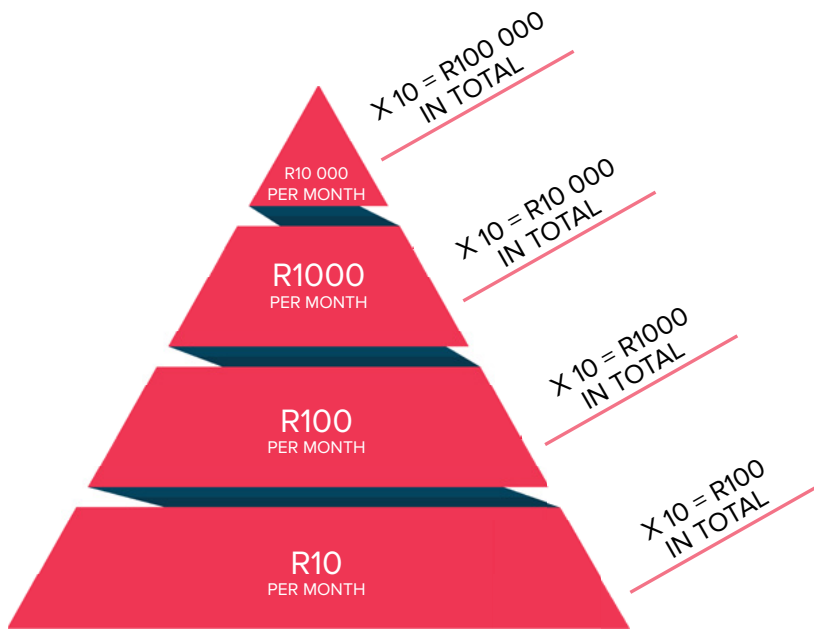 X 10 = R100 000
IN TOTAL
R10 000
PER MONTH
X 10 = R10 000
IN TOTAL
R1000
PER MONTH
X 10 = R1000
IN TOTAL
R100
PER MONTH
X 10 = R100
IN TOTAL
R10
PER MONTH